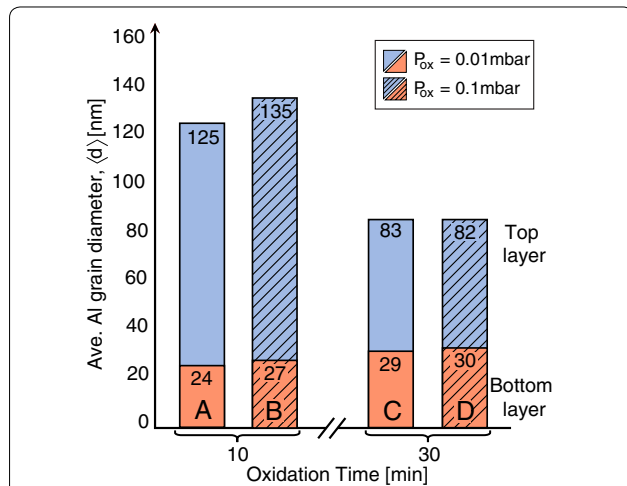 Ave. Al grain diameter, ⟨d⟩ [nm]
160
140
120
100
80
60
40
20
0
Pox = 0.01mbar
Pox = 0.1mbar
125
135
83
82
Top
layer
24
27
29
30
A
B
C
D
Bottom
layer
10
30
Oxidation Time [min]